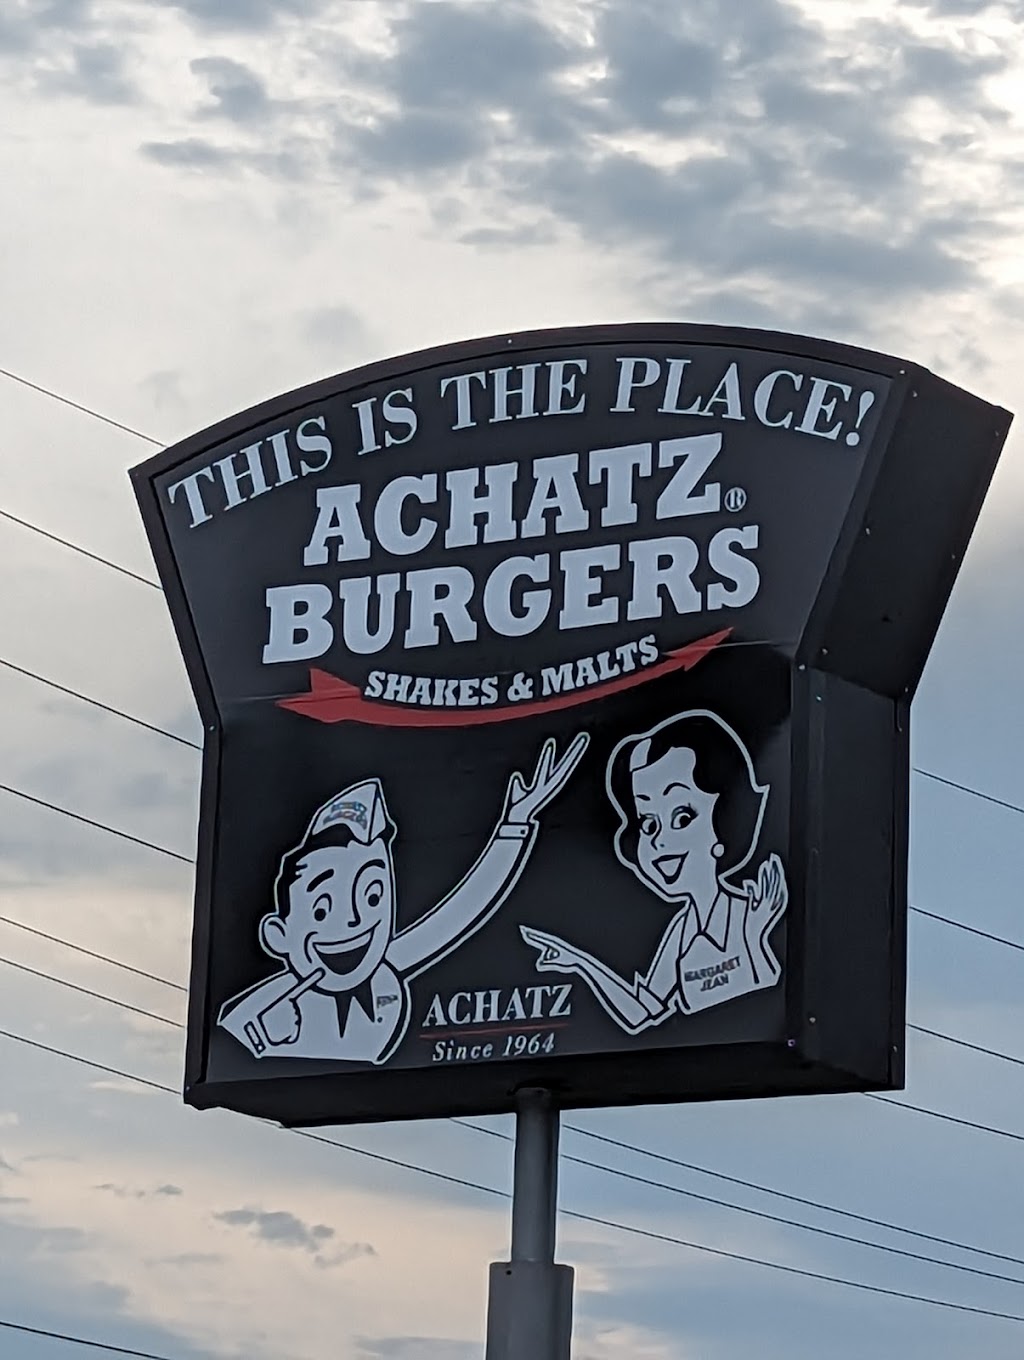 THIS IS THE PLACE!
ACHATZ®
BURGERS
SHAKES & MALTS
MARGARET
JEAN
ACHATZ
Since 1964